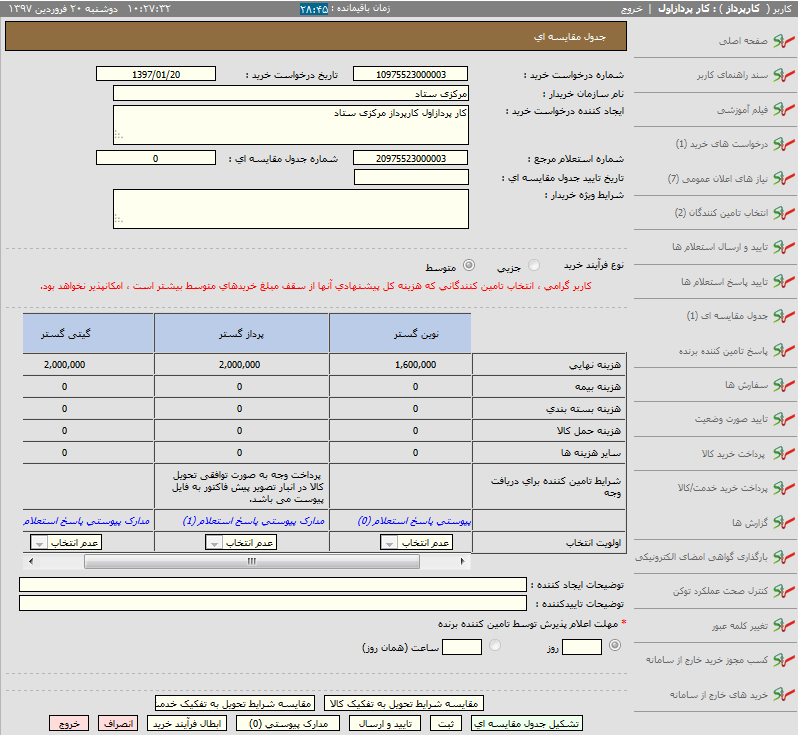 کاربر ( کارپرداز ) : کار پردازاول | خروج
زمان باقیمانده : ۲۸:۴۵
۱۰:۲۷:۳۲ دوشنبه ۲۰ فروردین ۱۳۹۷
صفحه اصلی
سند راهنمای کاربر
فیلم آموزشی
درخواست های خرید (1)
نیاز های اعلان عمومی (7)
انتخاب تامین کنندگان (2)
تایید و ارسال استعلام ها
تایید پاسخ استعلام ها
جدول مقایسه ای (1)
پاسخ تامین کننده برنده
سفارش ها
تایید صورت وضعیت
پرداخت خرید کالا
پرداخت خرید خدمت/کالا
گزارش ها
بارگذاری گواهی امضای الکترونیکی
کنترل صحت عملکرد توکن
تغییر کلمه عبور
کسب مجوز خرید خارج از سامانه
خرید های خارج از سامانه
جدول مقایسه اي
شماره درخواست خرید : 10975523000003 تاریخ درخواست خرید : 1397/01/20
نام سازمان خریدار : مرکزی ستاد
ایجاد کننده درخواست خرید : کار پردازاول کارپرداز مرکزی ستاد
شماره استعلام مرجع : 20975523000003 شماره جدول مقایسه اي : 0
تاریخ تایید جدول مقایسه اي :
شرایط ویژه خریدار :
نوع فرآیند خرید جزیي متوسط
کاربر گرامي ، انتخاب تامین کنندگاني که هزینه کل پیشنهادي آنها از سقف مبلغ خریدهاي متوسط بیشتر است ، امکانپذیر نخواهد بود.
نوین گستر پرداز گستر گیتی گستر
هزینه نهایی 1,600,000 2,000,000 2,000,000
هزینه بیمه 0 0 0
هزینه بسته بندي 0 0 0
هزینه حمل کالا 0 0 0
سایر هزینه ها 0 0 0
شرایط تامین کننده براي دریافت وجه
پرداخت وجه به صورت توافقی تحویل
کالا در انبار تصویر پیش فاکتور به فایل
پیوست می باشد.
پیوستي پاسخ استعلام (0) مدارک پیوستي پاسخ استعلام (1) مدارک پیوستي پاسخ استعلام
اولویت انتخاب عدم انتخاب عدم انتخاب عدم انتخاب
توضیحات ایجاد کننده :
توضیحات تاییدکننده :
* مهلت اعلام پذیرش توسط تامین کننده برنده
روز ساعت (همان روز)
مقایسه شرایط تحویل به تفکیک کالا مقایسه شرایط تحویل به تفکیک خدمت
تشکیل جدول مقایسه اي ثبت تایید و ارسال مدارک پیوستي (0) ابطال فرآیند خرید انصراف خروج